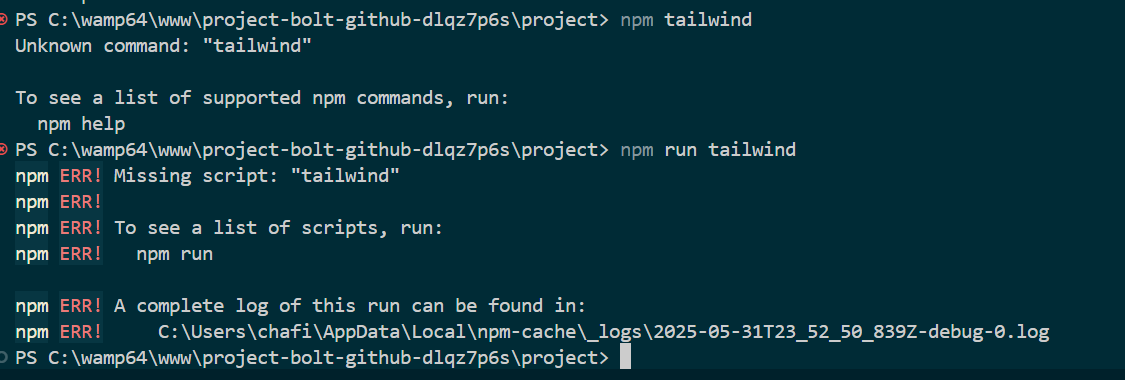 PS C:\wamp64\www\project-bolt-github-dlqz7p6s\project> npm tailwind
Unknown command: "tailwind"
To see a list of supported npm commands, run:
  npm help
PS C:\wamp64\www\project-bolt-github-dlqz7p6s\project> npm run tailwind
npm ERR! Missing script: "tailwind"
npm ERR!
npm ERR! To see a list of scripts, run:
npm ERR!   npm run
npm ERR! A complete log of this run can be found in:
npm ERR!     C:\Users\chafi\AppData\Local\npm-cache\_logs\2025-05-31T23_52_50_839Z-debug-0.log
PS C:\wamp64\www\project-bolt-github-dlqz7p6s\project>